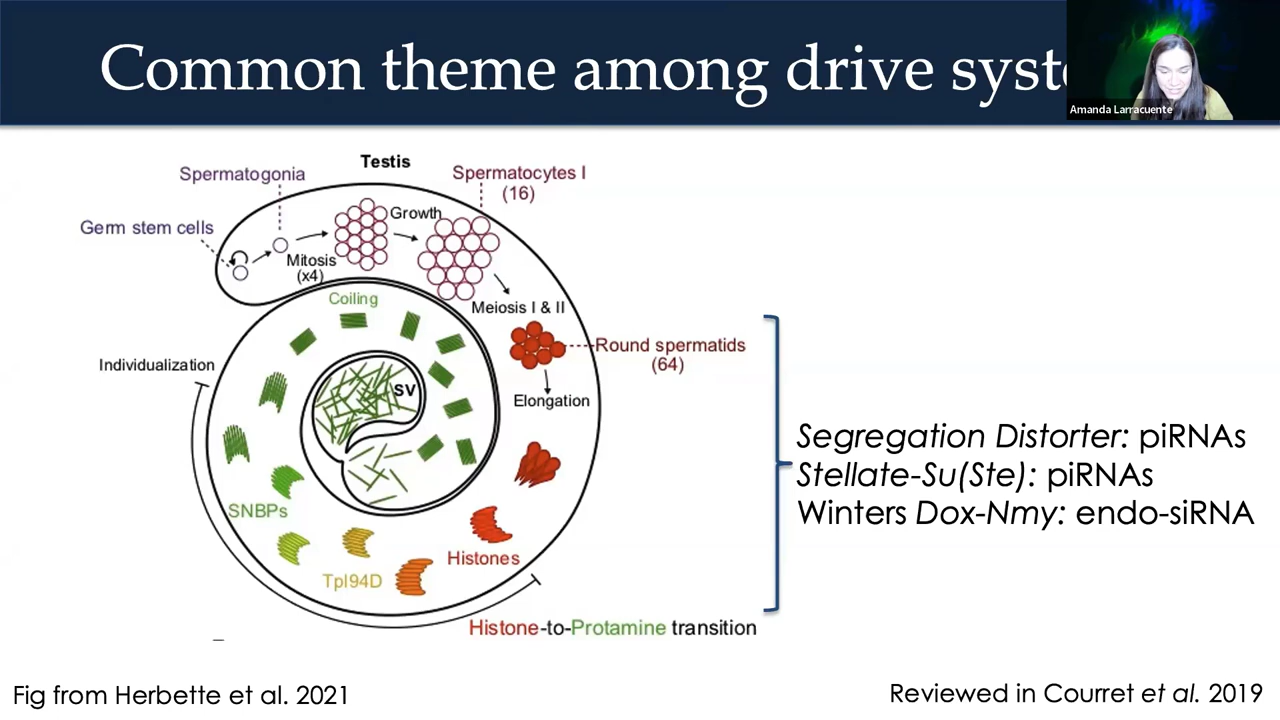 Common theme among drive syst
Amanda Larracuente
Testis
Spermatogonia
Spermatocytes I
(16)
Germ stem cells
Growth
Mitosis
(x4)
Coiling
Meiosis I & II
Individualization
Round spermatids
(64)
SV
Elongation
Segregation Distorter: piRNAs
Stellate-Su(Ste): piRNAs
Winters Dox-Nmy: endo-siRNA
SNBPs
Histones
Tpl94D
Histone-to-Protamine transition
Fig from Herbette et al. 2021
Reviewed in Courret et al. 2019